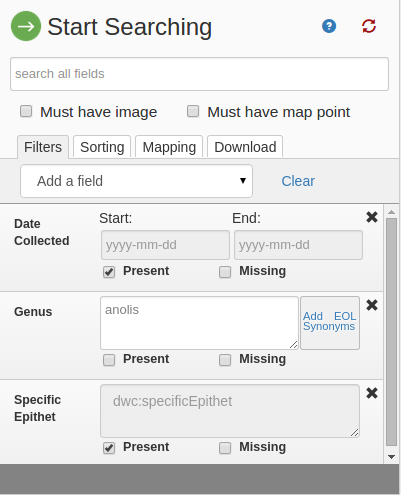 Start Searching
search all fields
Must have image Must have map point
Filters Sorting Mapping Download
Add a field Clear
Date Collected Start: End:
yyyy-mm-dd yyyy-mm-dd
Present Missing
Genus anolis Add EOL Synonyms
Present Missing
Specific Epithet dwc:specificEpithet
Present Missing